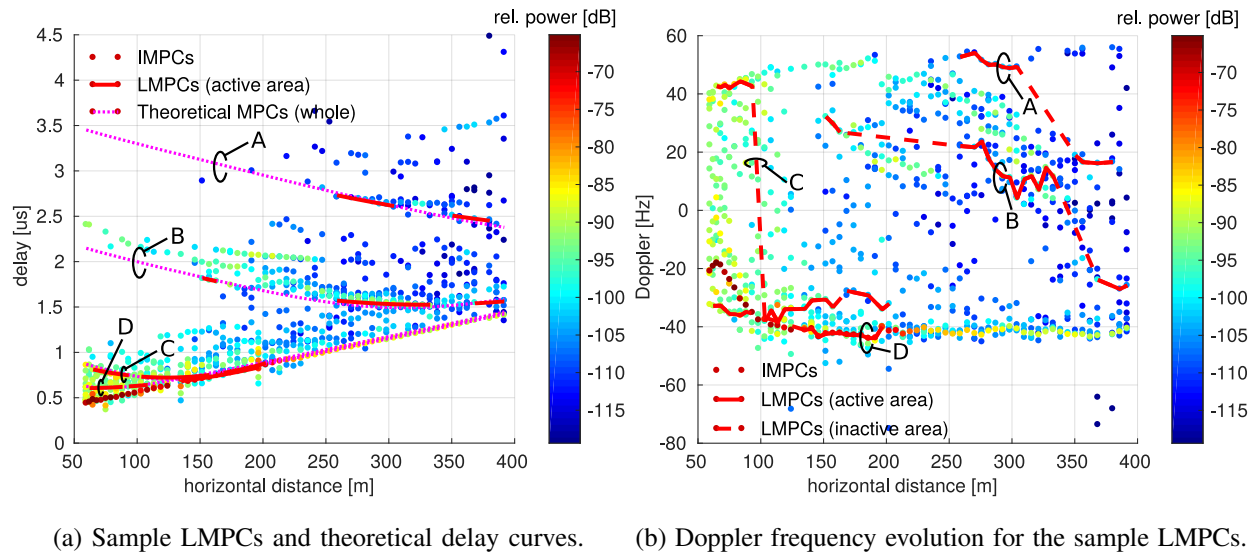 rel. power [dB]
4.5
4
3.5
3
2.5
2
1.5
1
0.5
0
delay [us]
IMPCs
LMPCs (active area)
Theoretical MPCs (whole)
A
B
D
C
50 100 150 200 250 300 350 400
horizontal distance [m]
-70
-75
-80
-85
-90
-95
-100
-105
-110
-115
rel. power [dB]
60
40
20
0
-20
-40
-60
-80
Doppler [Hz]
A
C
B
D
IMPCs
LMPCs (active area)
LMPCs (inactive area)
50 100 150 200 250 300 350 400
horizontal distance [m]
-70
-75
-80
-85
-90
-95
-100
-105
-110
-115
(a) Sample LMPCs and theoretical delay curves.
(b) Doppler frequency evolution for the sample LMPCs.